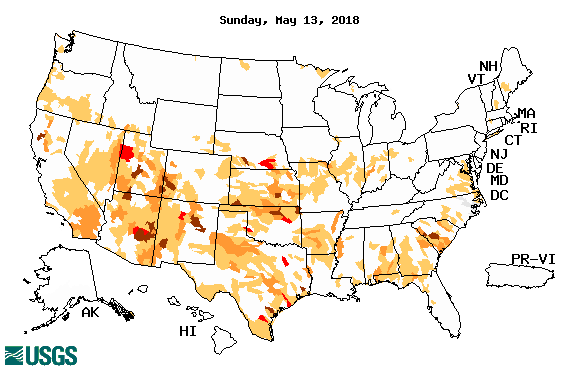 Sunday, May 13, 2018
NH
VT
MA
RI
CT
NJ
DE
MD
DC
PR-VI
AK
HI
USGS